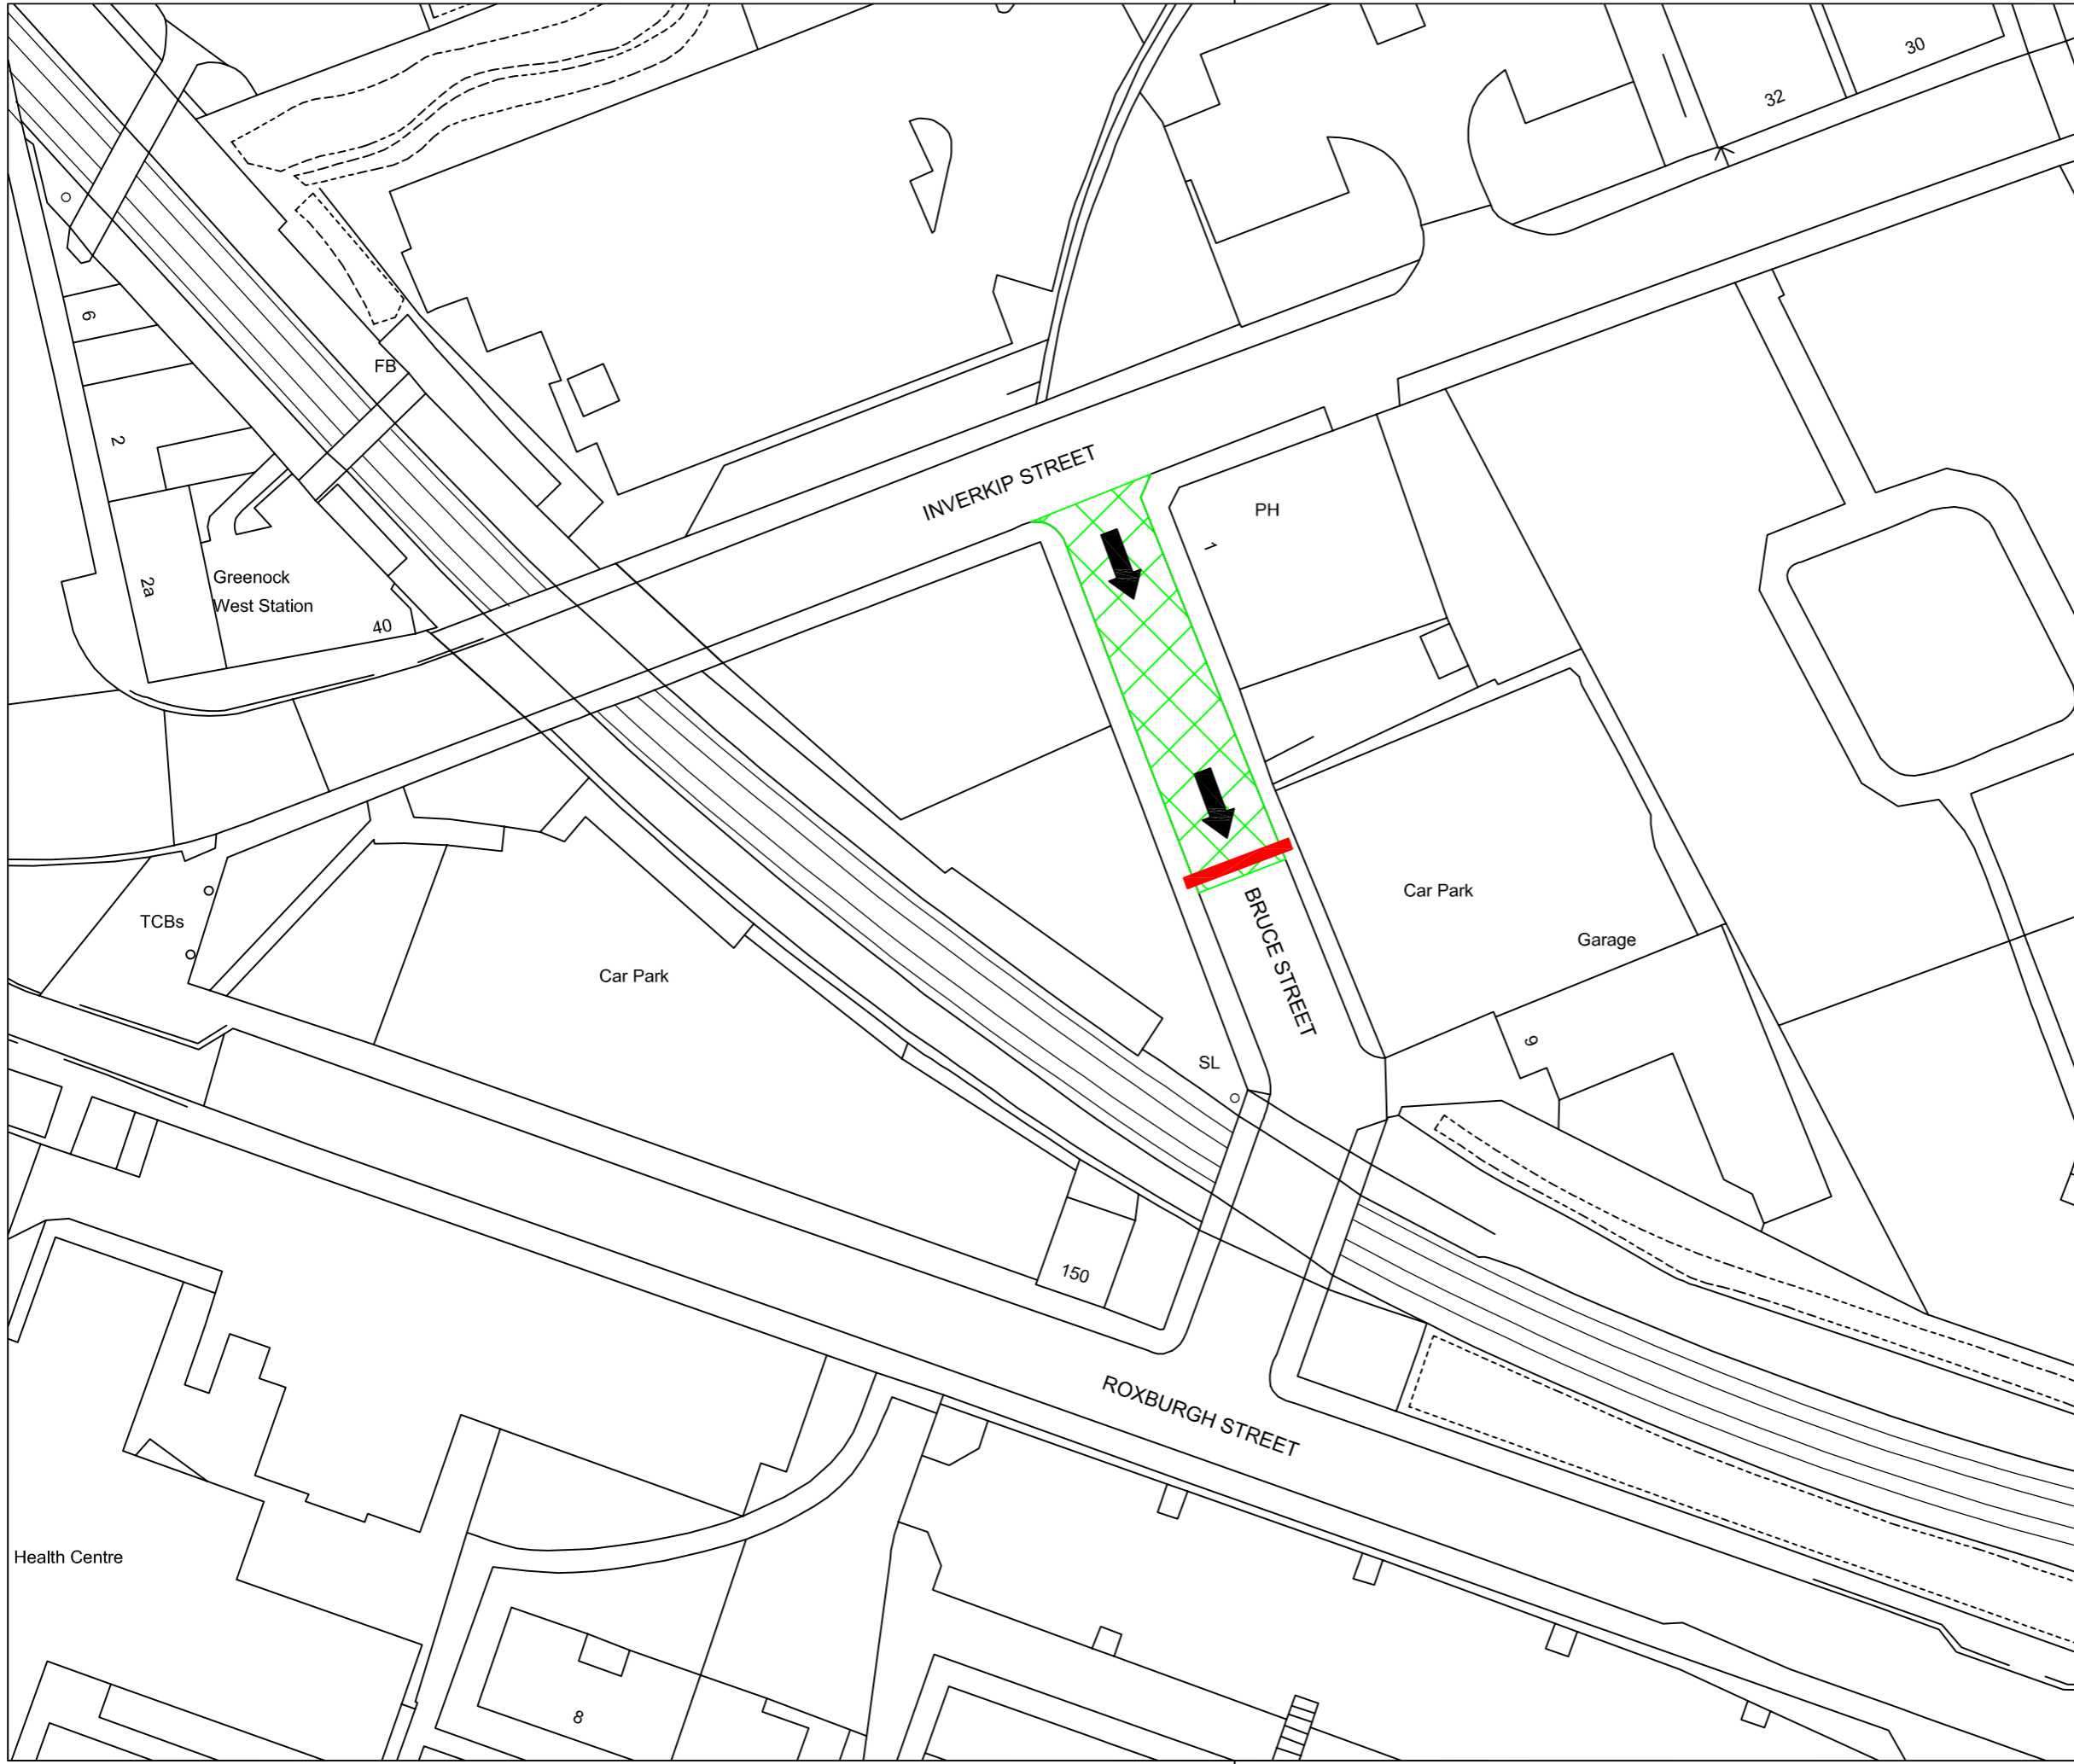 30
32
6
FB
2
INVERKIP STREET
PH
1
2a
Greenock
West Station
40
TCBs
Car Park
BRUCE STREET
Car Park
Garage
9
SL
150
ROXBURGH STREET
Health Centre
8